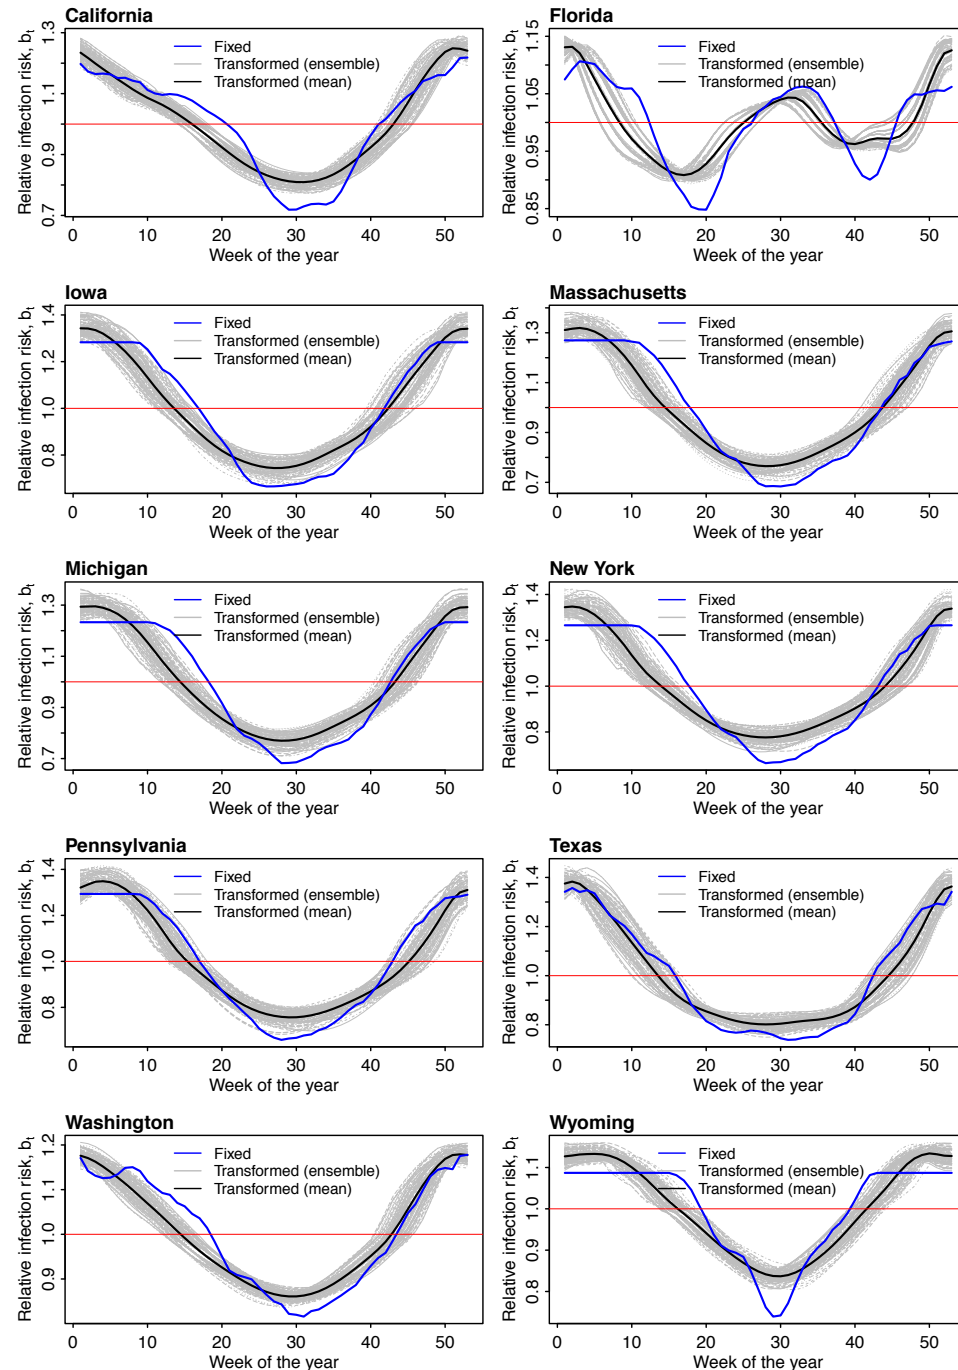 California
Relative infection risk, bt
1.3
1.1
0.9
0.7
Fixed
Transformed (ensemble)
Transformed (mean)
0 10 20 30 40 50
Week of the year
Florida
Relative infection risk, bt
1.15
1.05
0.95
0.85
Fixed
Transformed (ensemble)
Transformed (mean)
0 10 20 30 40 50
Week of the year
Iowa
Relative infection risk, bt
1.4
1.2
1.0
0.8
Fixed
Transformed (ensemble)
Transformed (mean)
0 10 20 30 40 50
Week of the year
Massachusetts
Relative infection risk, bt
1.3
1.1
0.9
0.7
Fixed
Transformed (ensemble)
Transformed (mean)
0 10 20 30 40 50
Week of the year
Michigan
Relative infection risk, bt
1.3
1.1
0.9
0.7
Fixed
Transformed (ensemble)
Transformed (mean)
0 10 20 30 40 50
Week of the year
New York
Relative infection risk, bt
1.4
1.2
1.0
0.8
Fixed
Transformed (ensemble)
Transformed (mean)
0 10 20 30 40 50
Week of the year
Pennsylvania
Relative infection risk, bt
1.4
1.2
1.0
0.8
Fixed
Transformed (ensemble)
Transformed (mean)
0 10 20 30 40 50
Week of the year
Texas
Relative infection risk, bt
1.4
1.2
1.0
0.8
Fixed
Transformed (ensemble)
Transformed (mean)
0 10 20 30 40 50
Week of the year
Washington
Relative infection risk, bt
1.2
1.1
1.0
0.9
Fixed
Transformed (ensemble)
Transformed (mean)
0 10 20 30 40 50
Week of the year
Wyoming
Relative infection risk, bt
1.1
1.0
0.9
0.8
Fixed
Transformed (ensemble)
Transformed (mean)
0 10 20 30 40 50
Week of the year